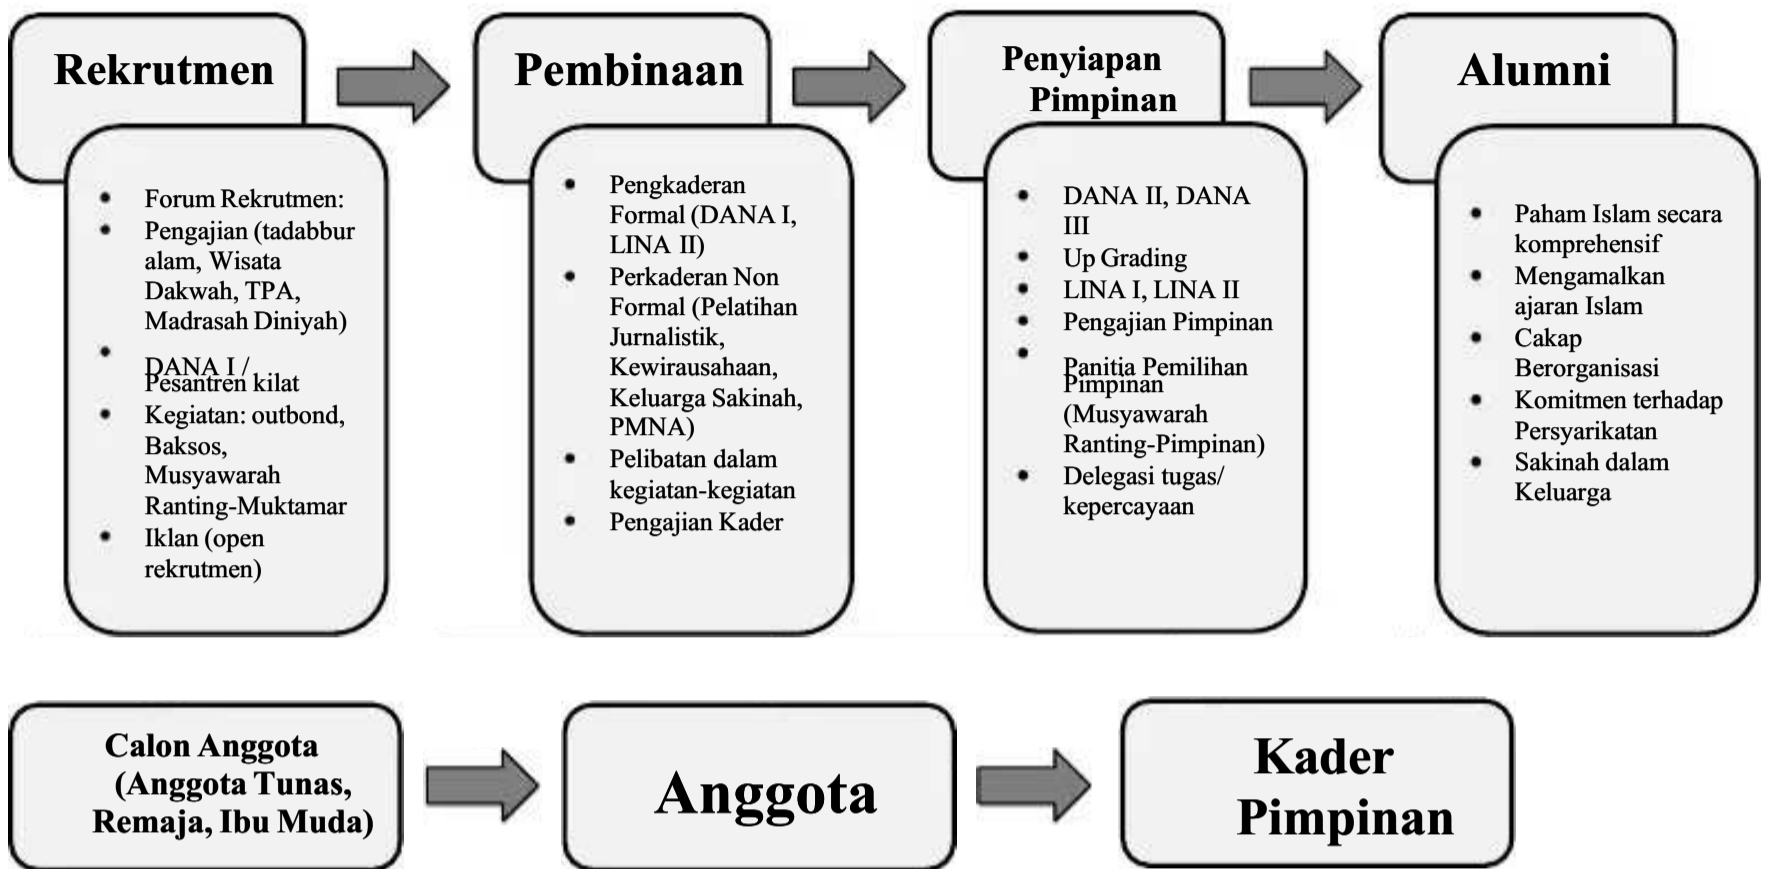 Rekrutmen
• Forum Rekrutmen:
• Pengajian (tadabbur
alam, Wisata
Dakwah, TPA,
Madrasah Diniyah)
• DANA I /
Pesantren kilat
• Kegiatan: outbond,
Baksos,
Musyawarah
Ranting-Muktamar
• Iklan (open
rekrutmen)
Pembinaan
• Pengkaderan
Formal (DANA I,
LINA II)
• Perkaderan Non
Formal (Pelatihan
Jurnalistik,
Kewirausahaan,
Keluarga Sakinah,
PMNA)
• Pelibatan dalam
kegiatan-kegiatan
• Pengajian Kader
Penyiapan
Pimpinan
• DANA II, DANA
III
• Up Grading
• LINA I, LINA II
• Pengajian Pimpinan
• Panitia Pemilihan
Pimpinan
(Musyawarah
Ranting-Pimpinan)
• Delegasi tugas/
kepercayaan
Alumni
• Paham Islam secara
komprehensif
• Mengamalkan
ajaran Islam
• Cakap
Berorganisasi
• Komitmen terhadap
Persyarikatan
• Sakinah dalam
Keluarga
Calon Anggota
(Anggota Tunas,
Remaja, Ibu Muda)
Anggota
Kader
Pimpinan